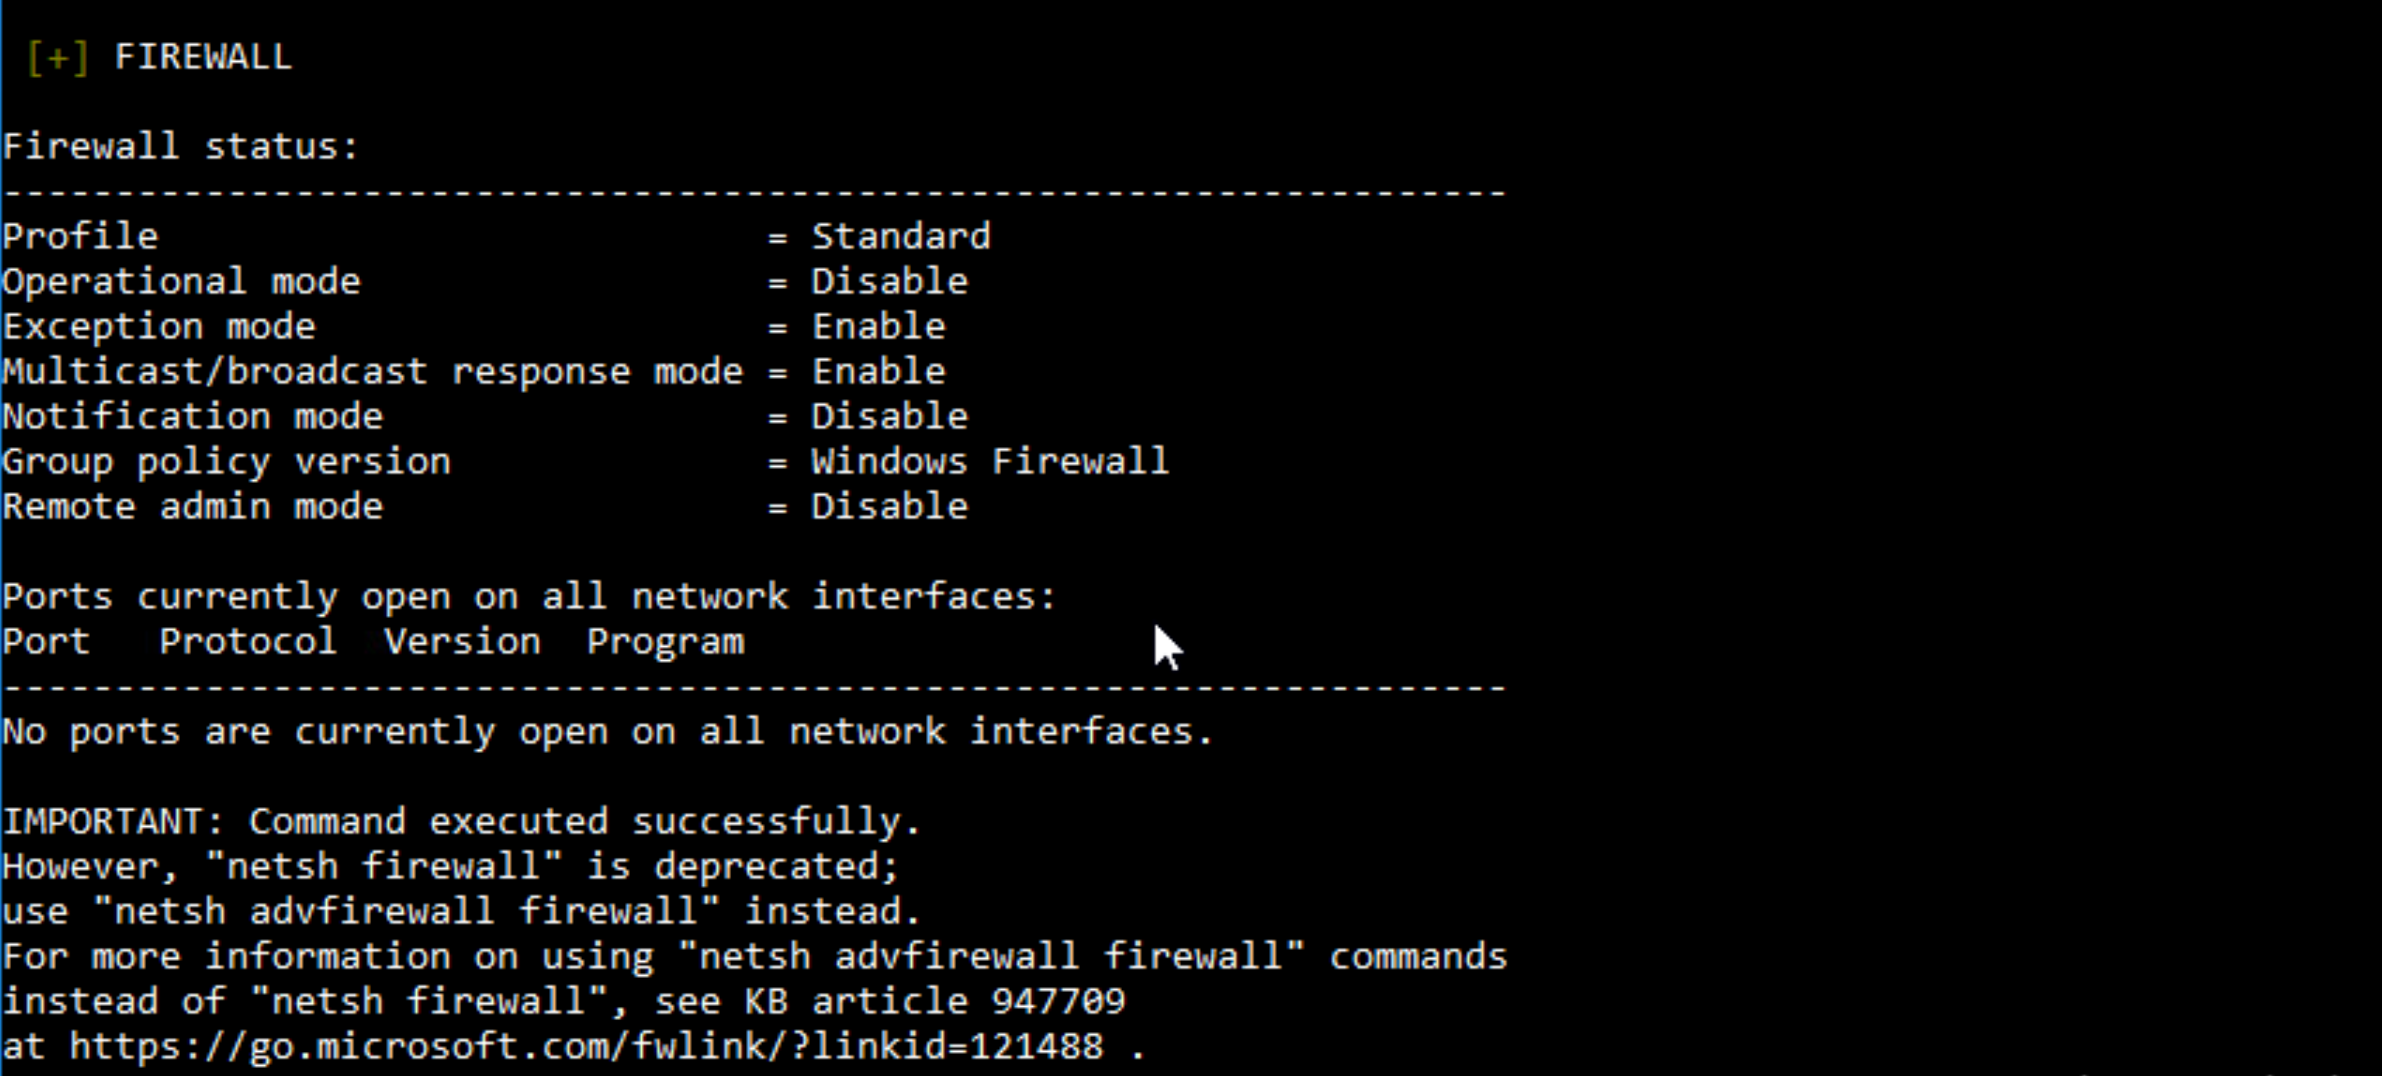 [+] FIREWALL
Firewall status:
-------------------------------------------------------------------
Profile                           = Standard
Operational mode                  = Disable
Exception mode                    = Enable
Multicast/broadcast response mode = Enable
Notification mode                 = Disable
Group policy version              = Windows Firewall
Remote admin mode                 = Disable
Ports currently open on all network interfaces:
Port   Protocol  Version  Program
-------------------------------------------------------------------
No ports are currently open on all network interfaces.
IMPORTANT: Command executed successfully.
However, "netsh firewall" is deprecated;
use "netsh advfirewall firewall" instead.
For more information on using "netsh advfirewall firewall" commands
instead of "netsh firewall", see KB article 947709
at https://go.microsoft.com/fwlink/?linkid=121488 .